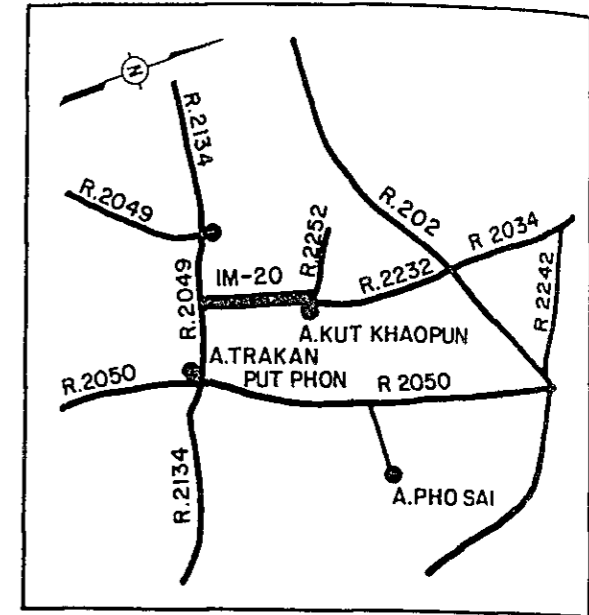 N
R.2134
R.2049
R.2252
R.202
R 2034
R.2232
R.2242
R.2049
IM-20
A.KUT KHAOPUN
A.TRAKAN
PUT PHON
R.2050
R 2050
R.2134
A.PHO SAI